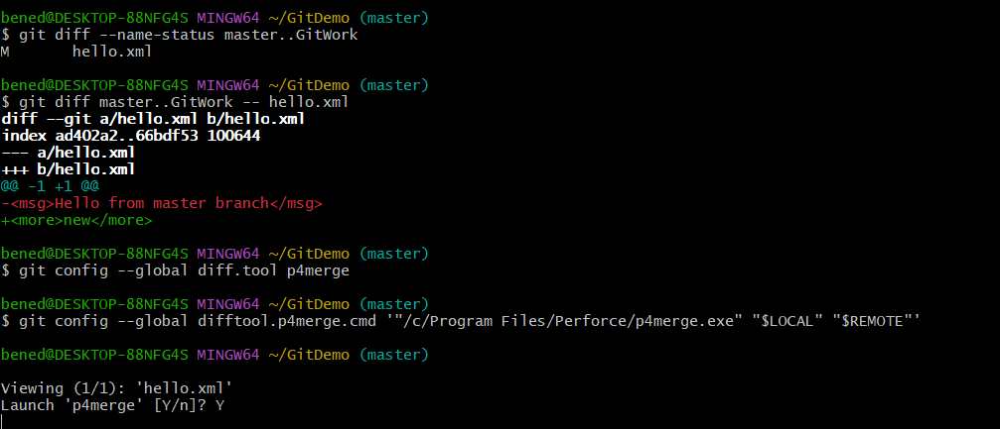 bened@DESKTOP-88NFG4S MINGW64 ~/GitDemo (master)
$ git diff --name-status master..GitWork
M       hello.xml
bened@DESKTOP-88NFG4S MINGW64 ~/GitDemo (master)
$ git diff master..GitWork -- hello.xml
diff --git a/hello.xml b/hello.xml
index ad402a2..66bdf53 100644
--- a/hello.xml
+++ b/hello.xml
@@ -1 +1 @@
-<msg>Hello from master branch</msg>
+<more>new</more>
bened@DESKTOP-88NFG4S MINGW64 ~/GitDemo (master)
$ git config --global diff.tool p4merge
bened@DESKTOP-88NFG4S MINGW64 ~/GitDemo (master)
$ git config --global difftool.p4merge.cmd '"/c/Program Files/Perforce/p4merge.exe" "$LOCAL" "$REMOTE"'
bened@DESKTOP-88NFG4S MINGW64 ~/GitDemo (master)
Viewing (1/1): 'hello.xml'
Launch 'p4merge' [Y/n]? Y